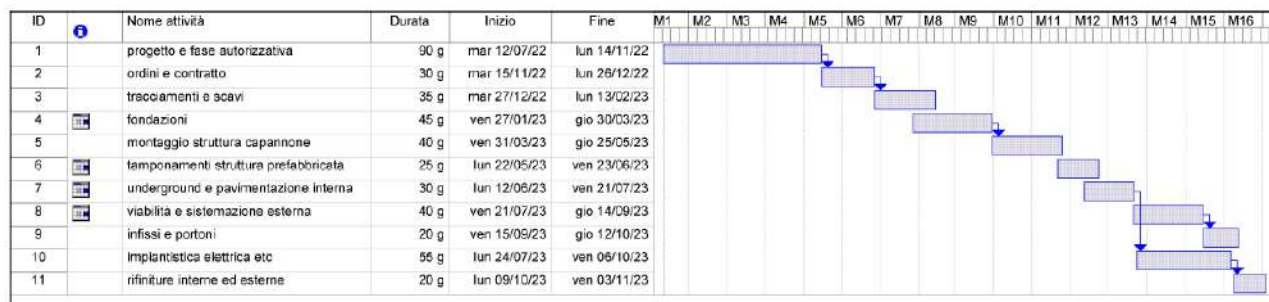 ID Nome attività Durata Inizio Fine M1 M2 M3 M4 M5 M6 M7 M8 M9 M10 M11 M12 M13 M14 M15 M16
1 progetto e fase autorizzativa 90 g mar 12/07/22 lun 14/11/22
2 ordini e contratto 30 g mar 15/11/22 lun 26/12/22
3 tracciamenti e scavi 35 g mar 27/12/22 lun 13/02/23
4 fondazioni 45 g ven 27/01/23 gio 30/03/23
5 montaggio struttura capannone 40 g ven 31/03/23 gio 25/05/23
6 tamponamenti struttura prefabbricata 25 g lun 22/05/23 ven 23/06/23
7 underground e pavimentazione interna 30 g lun 12/06/23 ven 21/07/23
8 viabilità e sistemazione esterna 40 g ven 21/07/23 gio 14/09/23
9 infissi e portoni 20 g ven 15/09/23 gio 12/10/23
10 impiantistica elettrica etc 55 g lun 24/07/23 ven 06/10/23
11 rifiniture interne ed esterne 20 g lun 09/10/23 ven 03/11/23